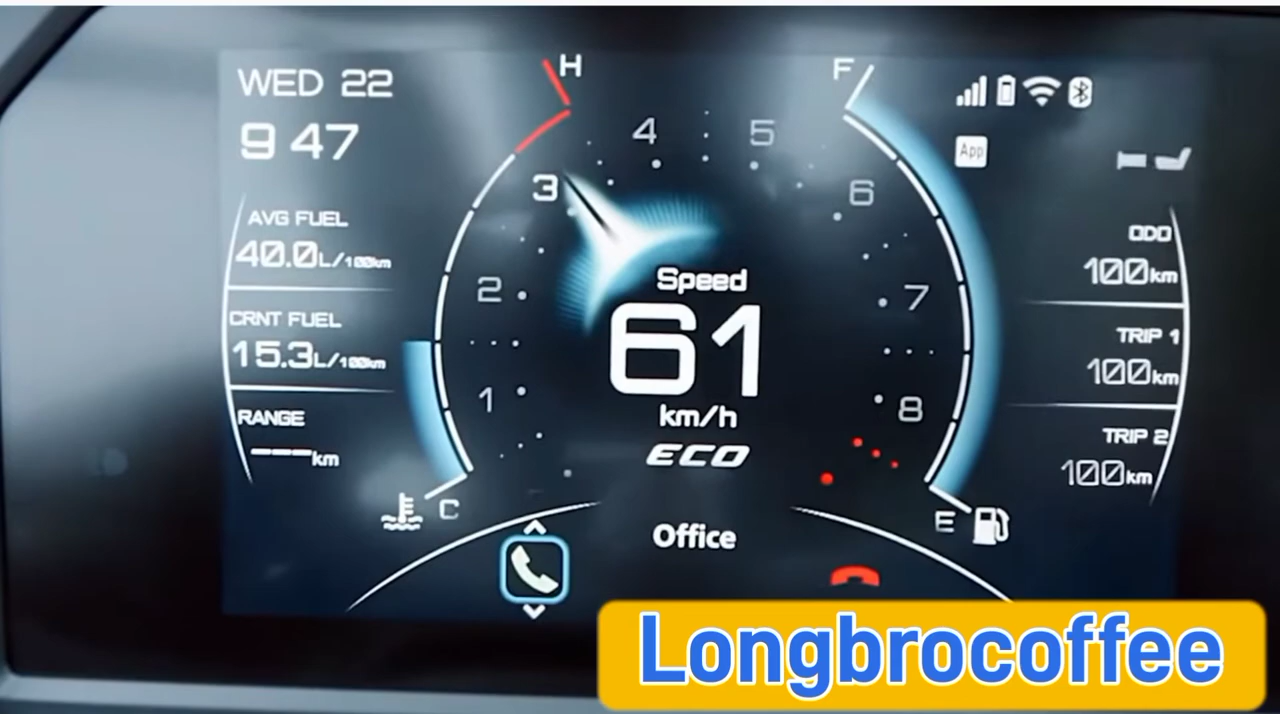 WED 22
9 47
AVG FUEL
40.0L/100km
CRNT FUEL
15.3L/100km
RANGE
----km
H
C
1
2
3
4
5
6
7
8
Speed
61
km/h
ECO
Office
F
E
App
ODO
100km
TRIP 1
100km
TRIP 2
100km
Longbrocoffee